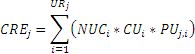 CRE_j = \sum_{i=1}^{UR_j} (NUC_i * CU_i * PU_{j,i})